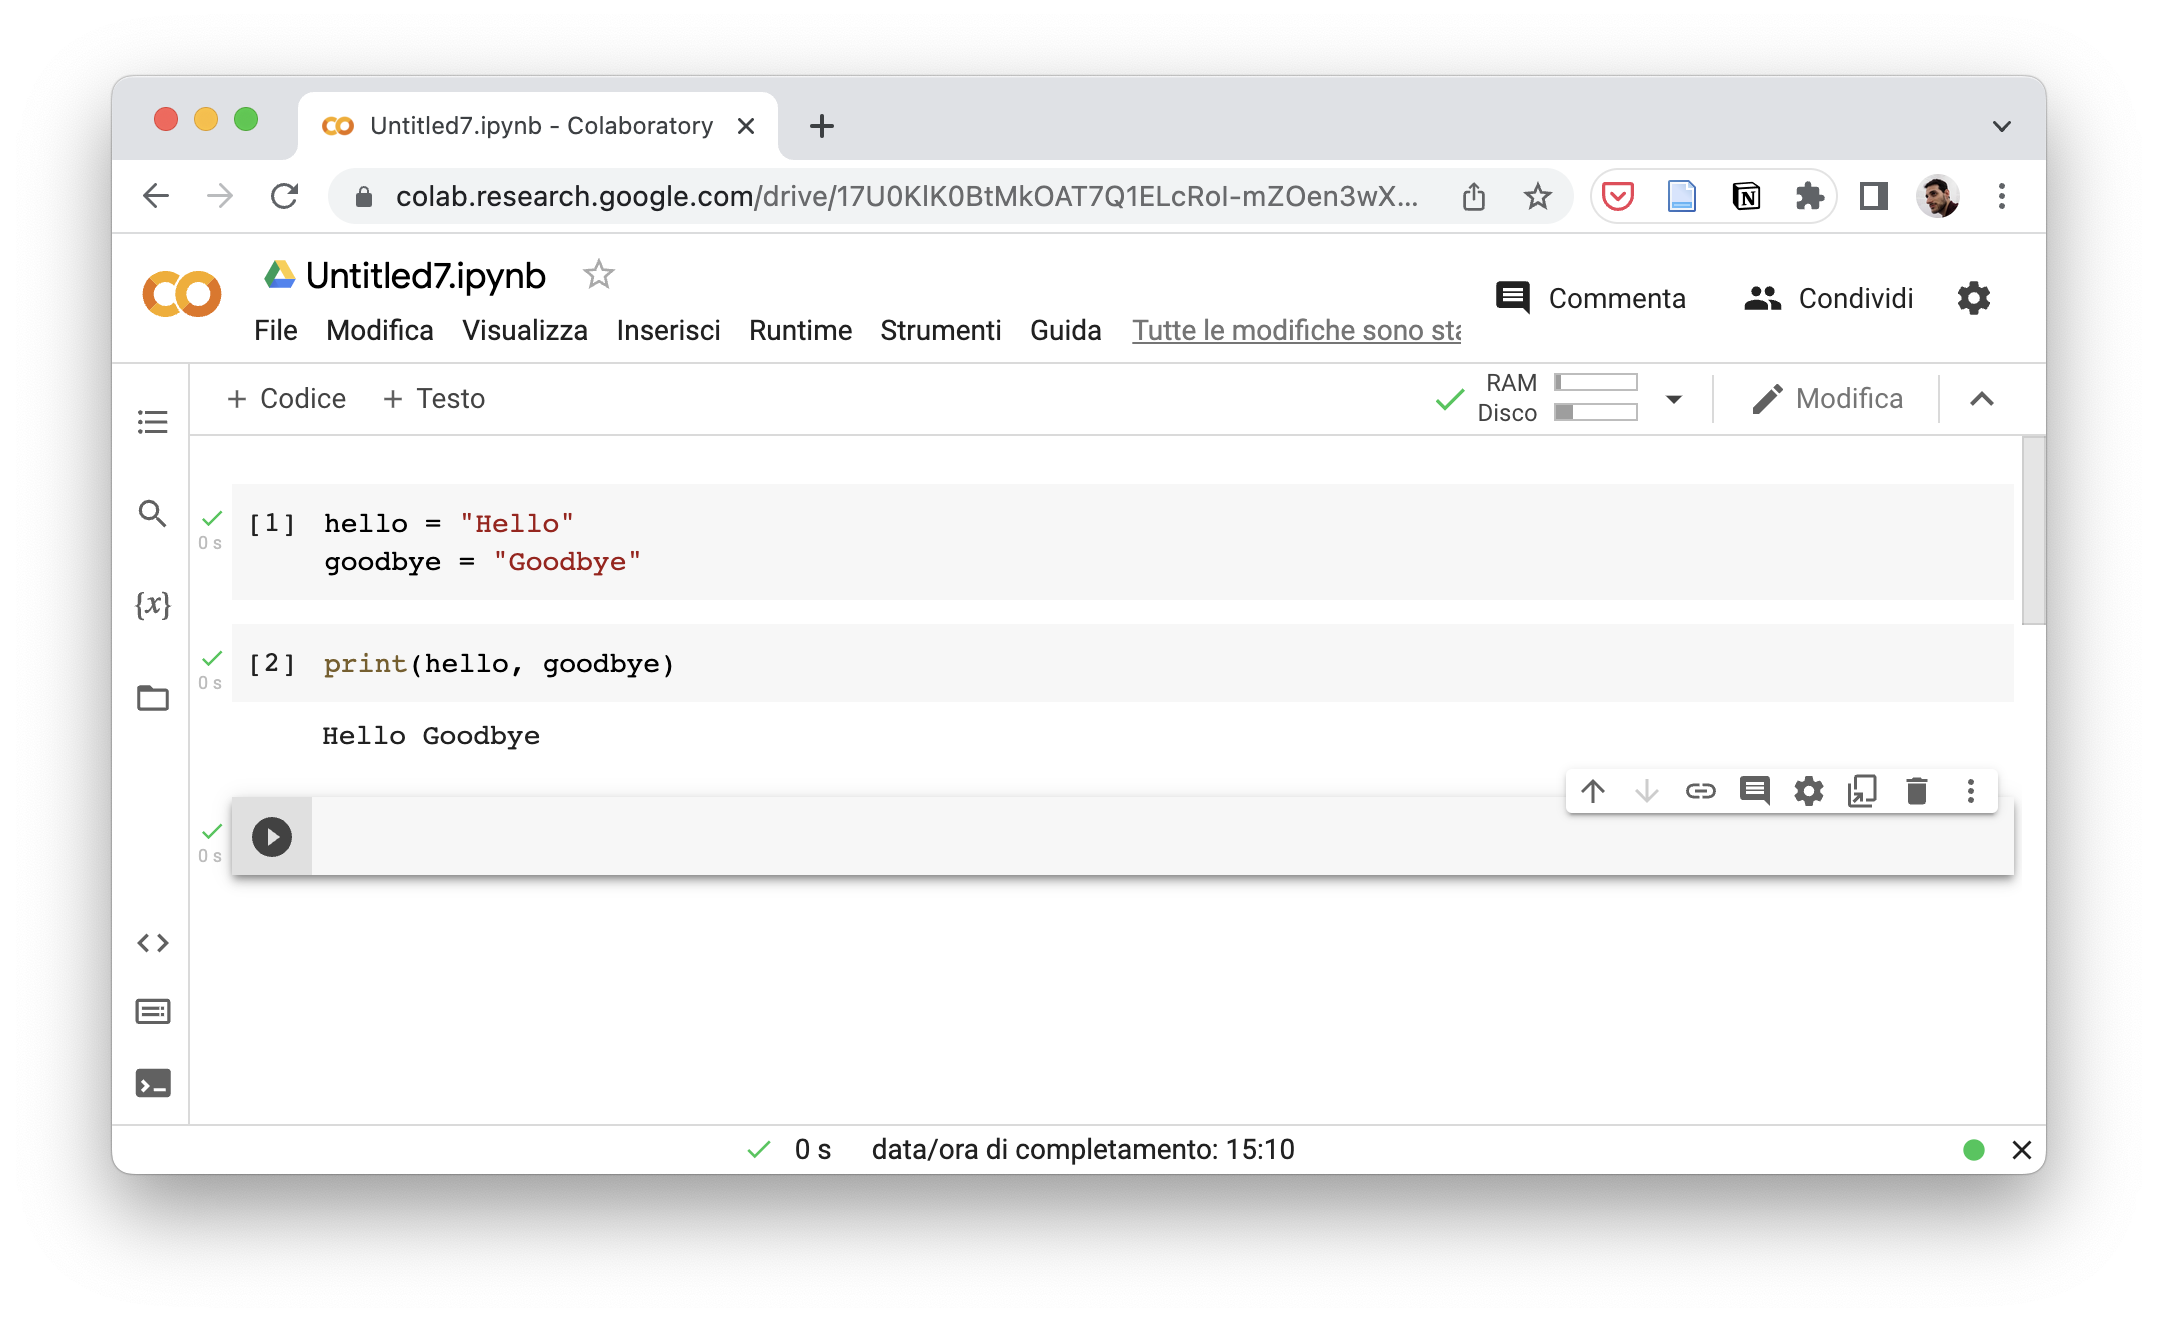 Untitled7.ipynb - Colaboratory
colab.research.google.com/drive/17U0KlK0BtMkOAT7Q1ELcRoI-mZOen3wX...
Untitled7.ipynb
Commenta Condividi
File Modifica Visualizza Inserisci Runtime Strumenti Guida Tutte le modifiche sono sta
+ Codice + Testo
RAM
Disco
Modifica
[1] hello = "Hello"
0 s
goodbye = "Goodbye"
{x}
[2] print(hello, goodbye)
0 s
Hello Goodbye
0 s
0 s data/ora di completamento: 15:10